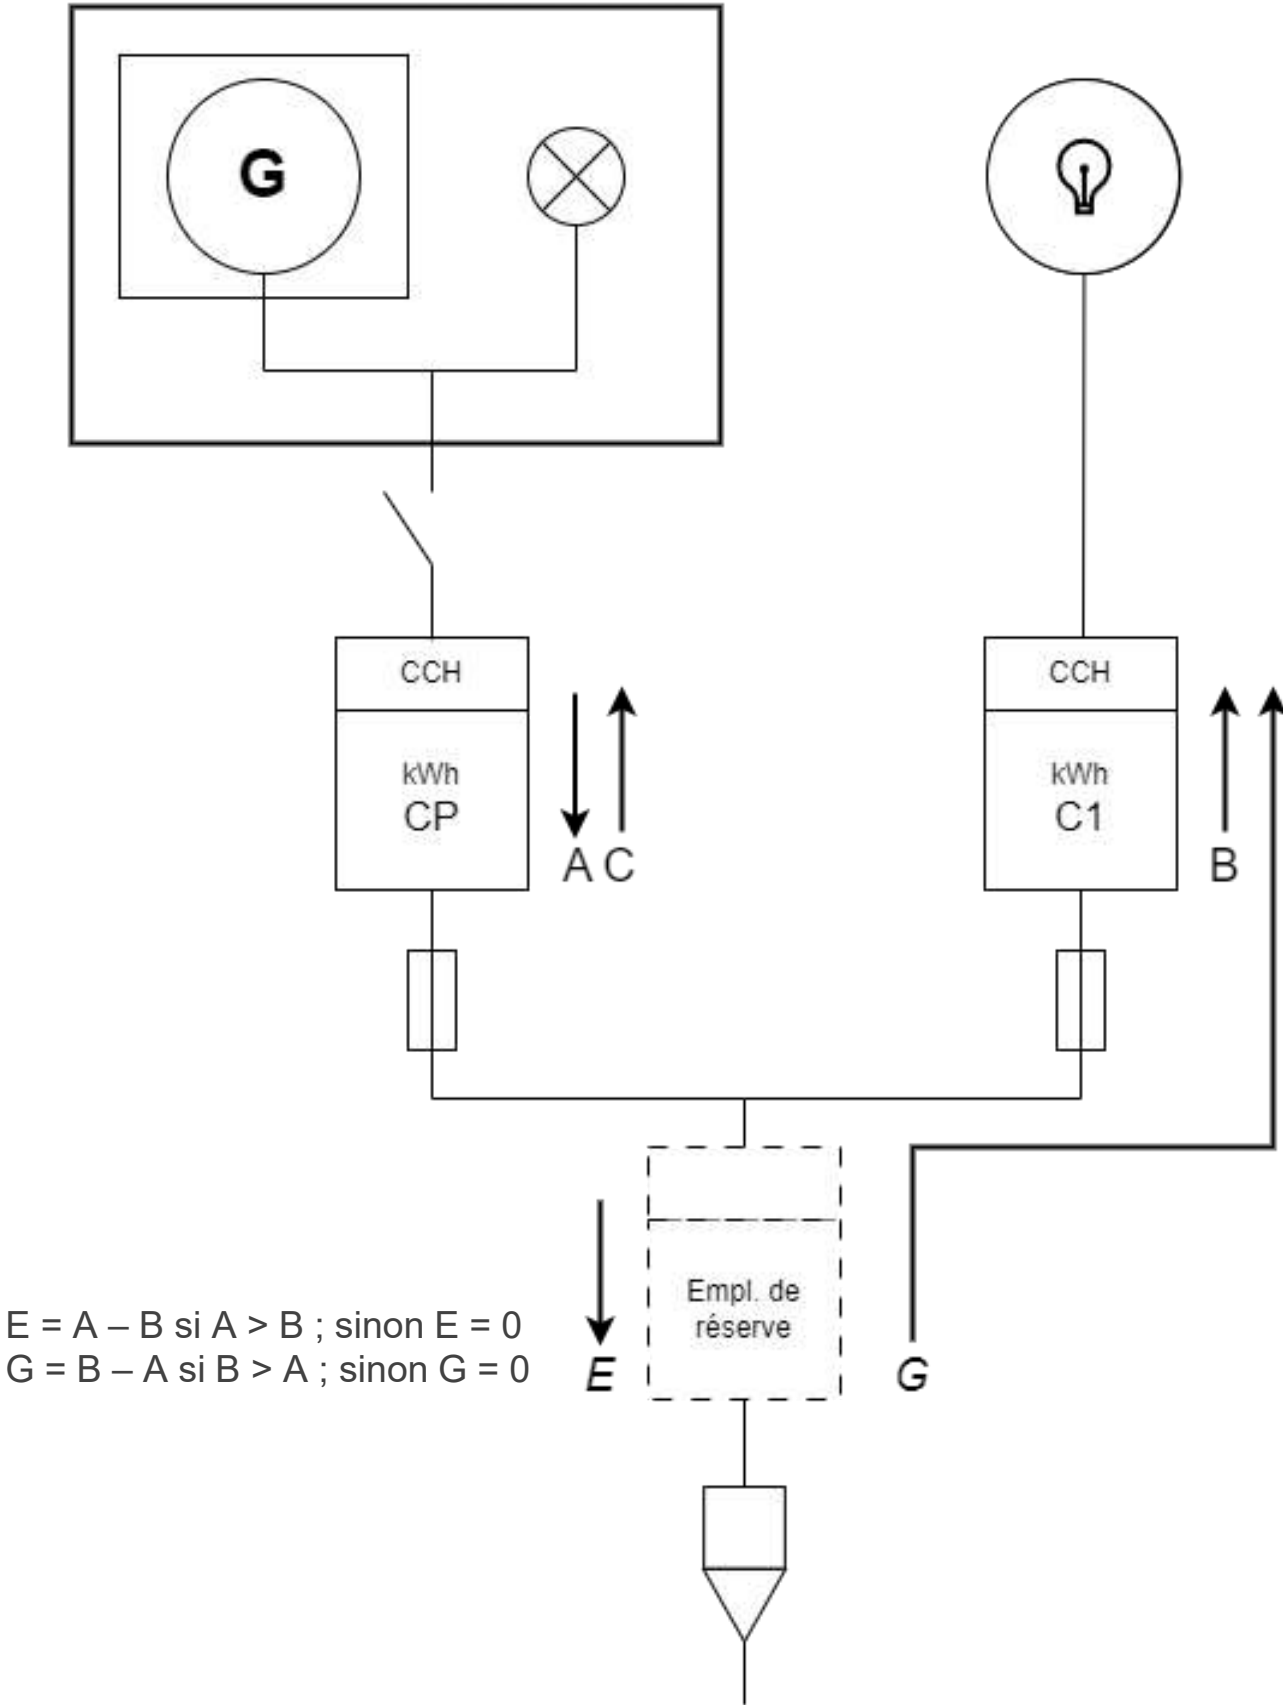 G
CCH
CCH
kWh
CP
kWh
C1
A C
B
Empl. de
réserve
E = A – B si A > B ; sinon E = 0
G = B – A si B > A ; sinon G = 0
E
G